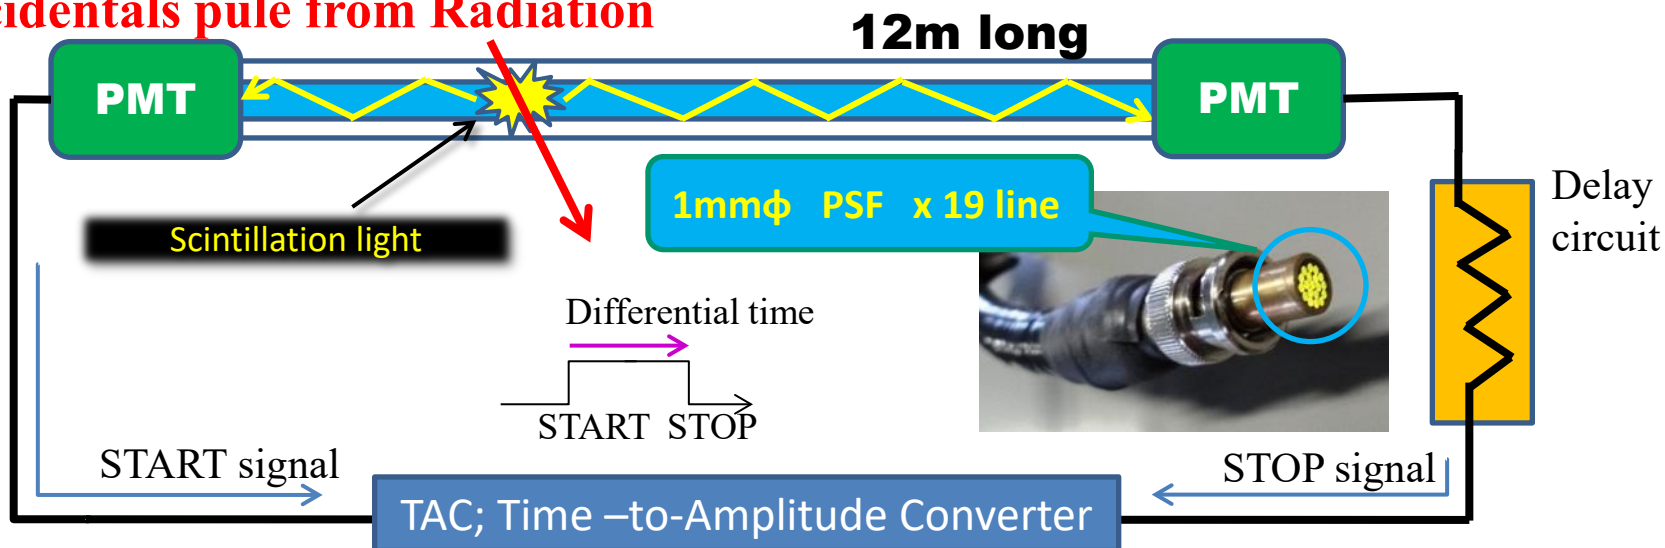 cidentals pule from Radiation
12m long
PMT
PMT
1mmφ PSF x 19 line
Delay
circuit
Scintillation light
Differential time
START STOP
START signal
STOP signal
TAC; Time –to-Amplitude Converter